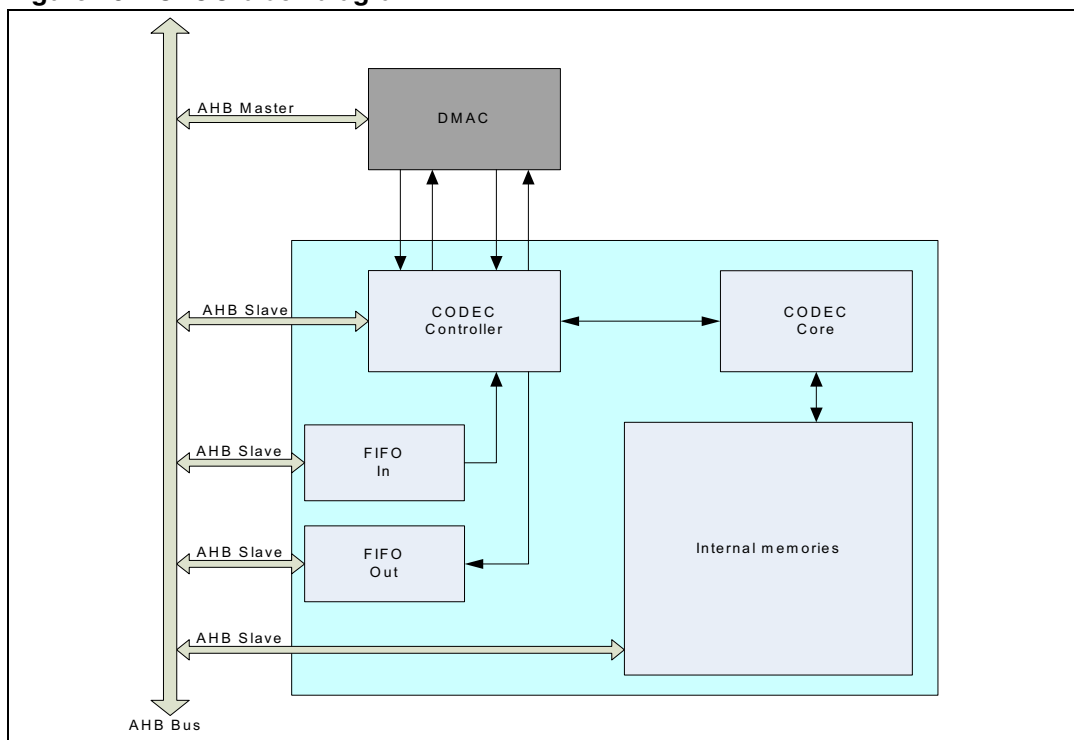 AHB Master
DMAC
AHB Slave
CODEC
Controller
CODEC
Core
AHB Slave
FIFO
In
AHB Slave
FIFO
Out
Internal memories
AHB Slave
AHB Bus